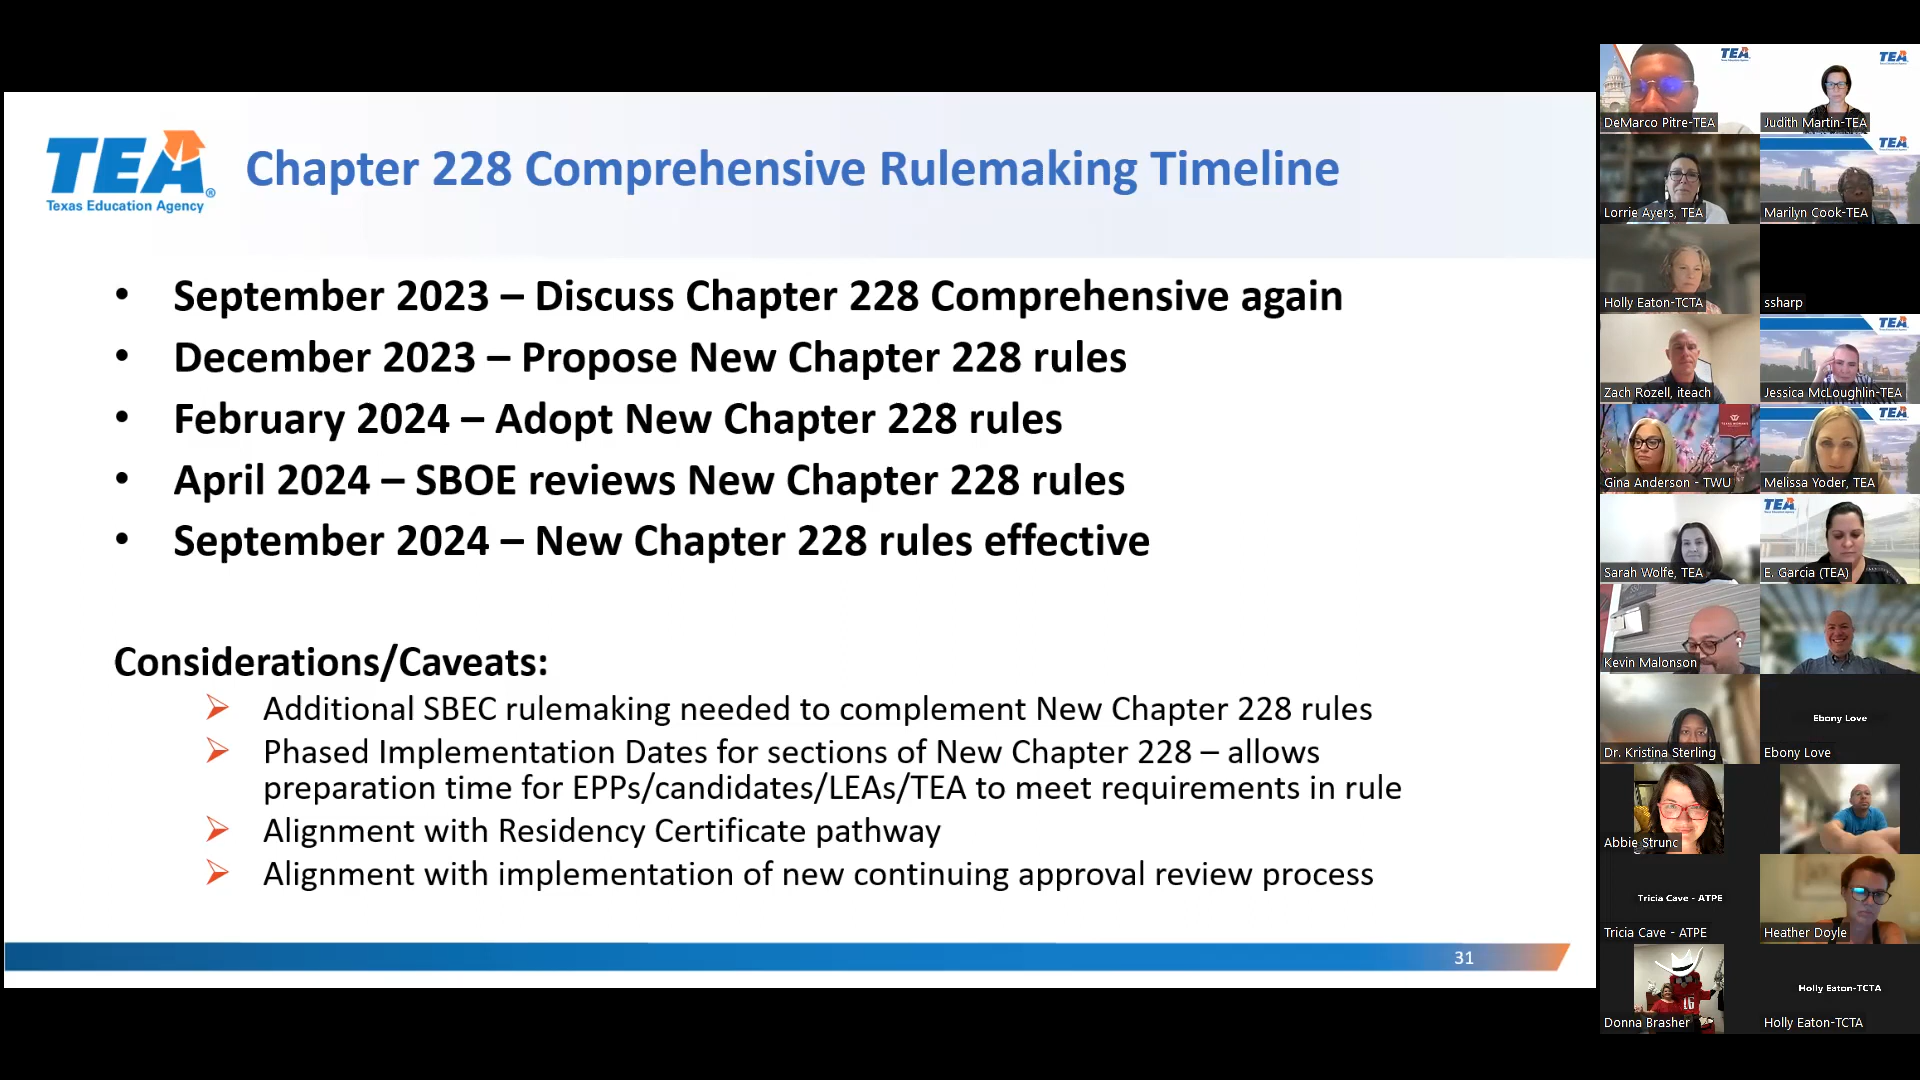 TEA
Texas Education Agency
Chapter 228 Comprehensive Rulemaking Timeline
• September 2023 – Discuss Chapter 228 Comprehensive again
• December 2023 – Propose New Chapter 228 rules
• February 2024 – Adopt New Chapter 228 rules
• April 2024 – SBOE reviews New Chapter 228 rules
• September 2024 – New Chapter 228 rules effective
Considerations/Caveats:
Additional SBEC rulemaking needed to complement New Chapter 228 rules
Phased Implementation Dates for sections of New Chapter 228 – allows
preparation time for EPPs/candidates/LEAs/TEA to meet requirements in rule
Alignment with Residency Certificate pathway
Alignment with implementation of new continuing approval review process
31
TEA
DeMarco Pitre-TEA
TEA
Judith Martin-TEA
Lorrie Ayers, TEA
TEA
Marilyn Cook-TEA
Holly Eaton-TCTA
ssharp
Zach Rozell, iteach
TEA
Jessica McLoughlin-TEA
Gina Anderson - TWU
TEA
Melissa Yoder, TEA
Sarah Wolfe, TEA
TEA
E. Garcia (TEA)
Kevin Malonson
Dr. Kristina Sterling
Ebony Love
Ebony Love
Abbie Strunc
Tricia Cave - ATPE
Tricia Cave - ATPE
Heather Doyle
Donna Brasher
Holly Eaton-TCTA
Holly Eaton-TCTA